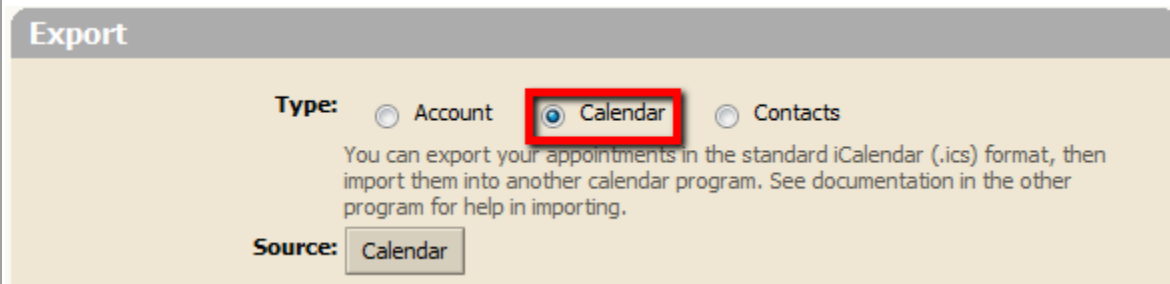 Export
Type: Account Calendar Contacts
You can export your appointments in the standard iCalendar (.ics) format, then
import them into another calendar program. See documentation in the other
program for help in importing.
Source: Calendar